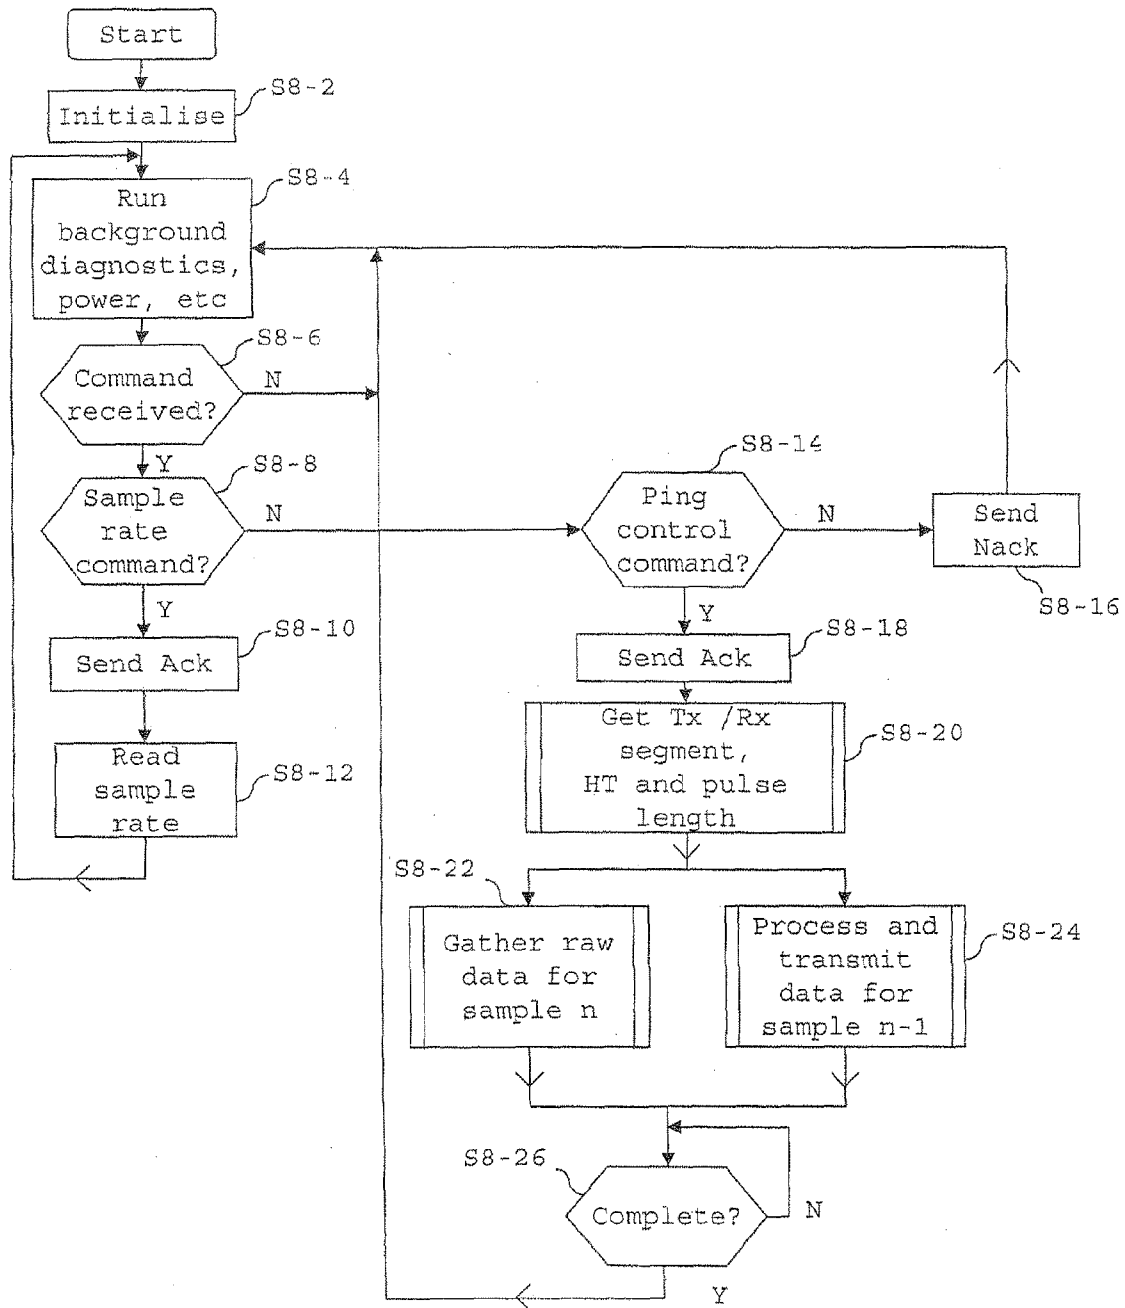 Start
S8-2
Initialise
S8-4
Run
background
diagnostics,
power, etc
S8-6
Command
received?
N
Y
S8-8
Sample
rate
command?
N
Y
S8-10
Send Ack
S8-12
Read
sample
rate
S8-14
Ping
control
command?
N
Send
Nack
S8-16
Y
S8-18
Send Ack
Get Tx /Rx
segment,
HT and pulse
length
S8-20
S8-22
Gather raw
data for
sample n
Process and
transmit
data for
sample n-1
S8-24
S8-26
Complete?
N
Y